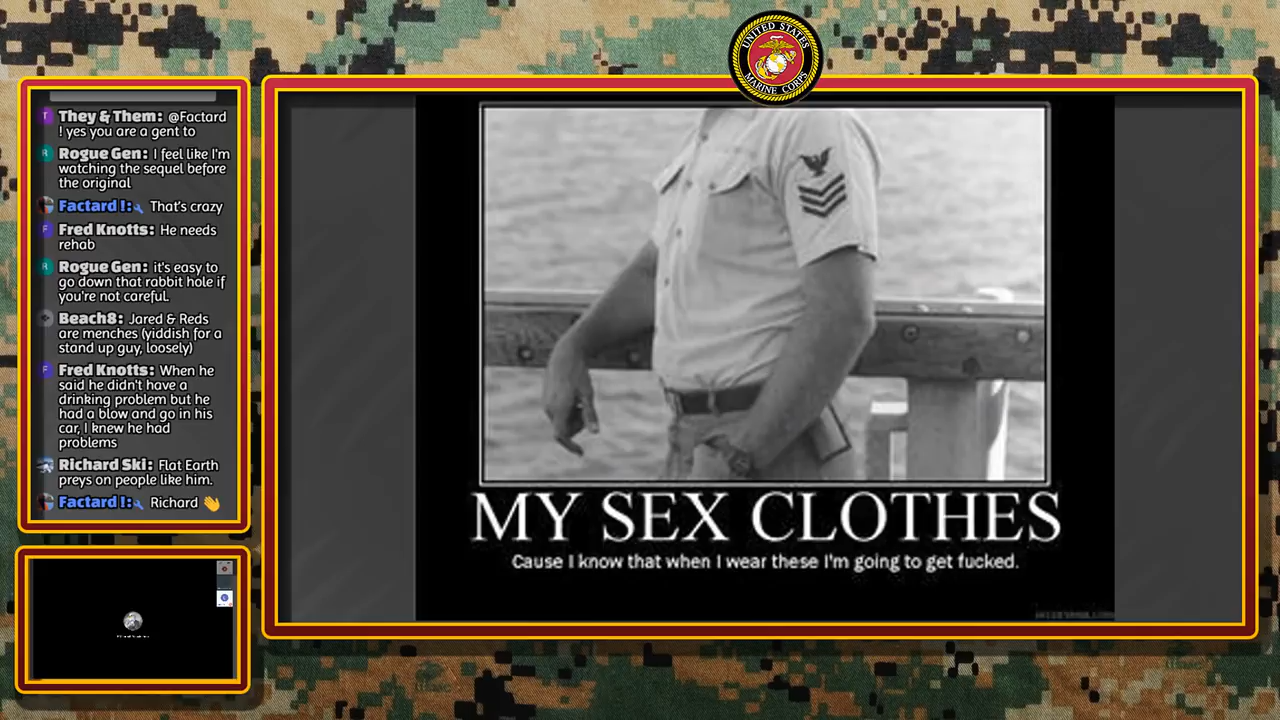 UNITED STATES
MARINE CORPS
They & Them: @Factard
! yes you are a gent to
Rogue Gen: I feel like I'm
watching the sequel before
the original
Factard !: That's crazy
Fred Knotts: He needs
rehab
Rogue Gen: it's easy to
go down that rabbit hole if
you're not careful.
Beach8: Jared & Reds
are menches (yiddish for a
stand up guy, loosely)
Fred Knotts: When he
said he didn't have a
drinking problem but he
had a blow and go in his
car, I knew he had
problems
Richard Ski: Flat Earth
preys on people like him.
Factard !: Richard 👋
MY SEX CLOTHES
Cause I know that when I wear these I'm going to get fucked.